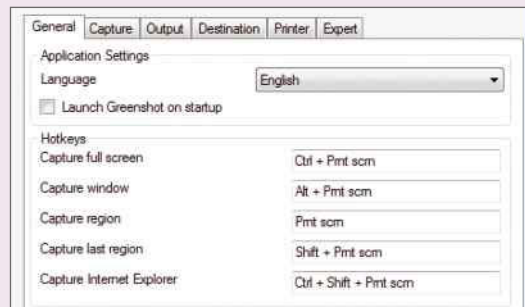 General Capture Output Destination Printer Expert
Application Settings
Language English
Launch Greenshot on startup
Hotkeys
Capture full screen Ctrl + Prnt scrn
Capture window Alt + Prnt scrn
Capture region Prnt scrn
Capture last region Shift + Prnt scrn
Capture Internet Explorer Ctrl + Shift + Prnt scrn